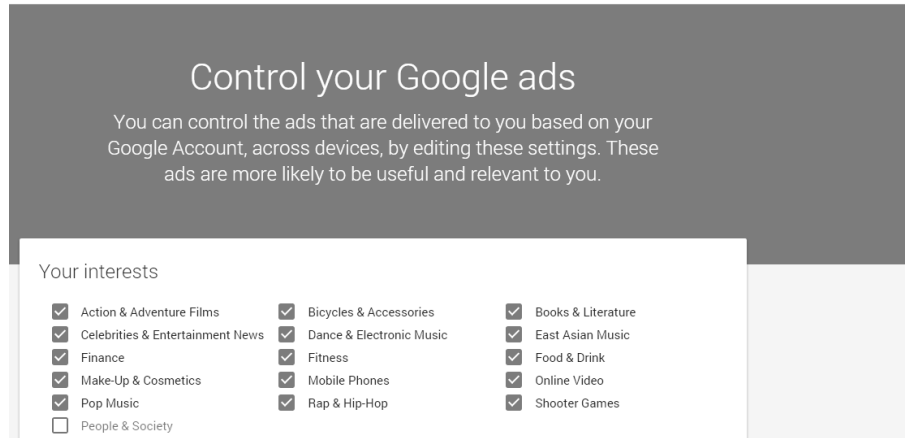 Control your Google ads
You can control the ads that are delivered to you based on your
Google Account, across devices, by editing these settings. These
ads are more likely to be useful and relevant to you.
Your interests
Action & Adventure Films
Bicycles & Accessories
Books & Literature
Celebrities & Entertainment News
Dance & Electronic Music
East Asian Music
Finance
Fitness
Food & Drink
Make-Up & Cosmetics
Mobile Phones
Online Video
Pop Music
Rap & Hip-Hop
Shooter Games
People & Society